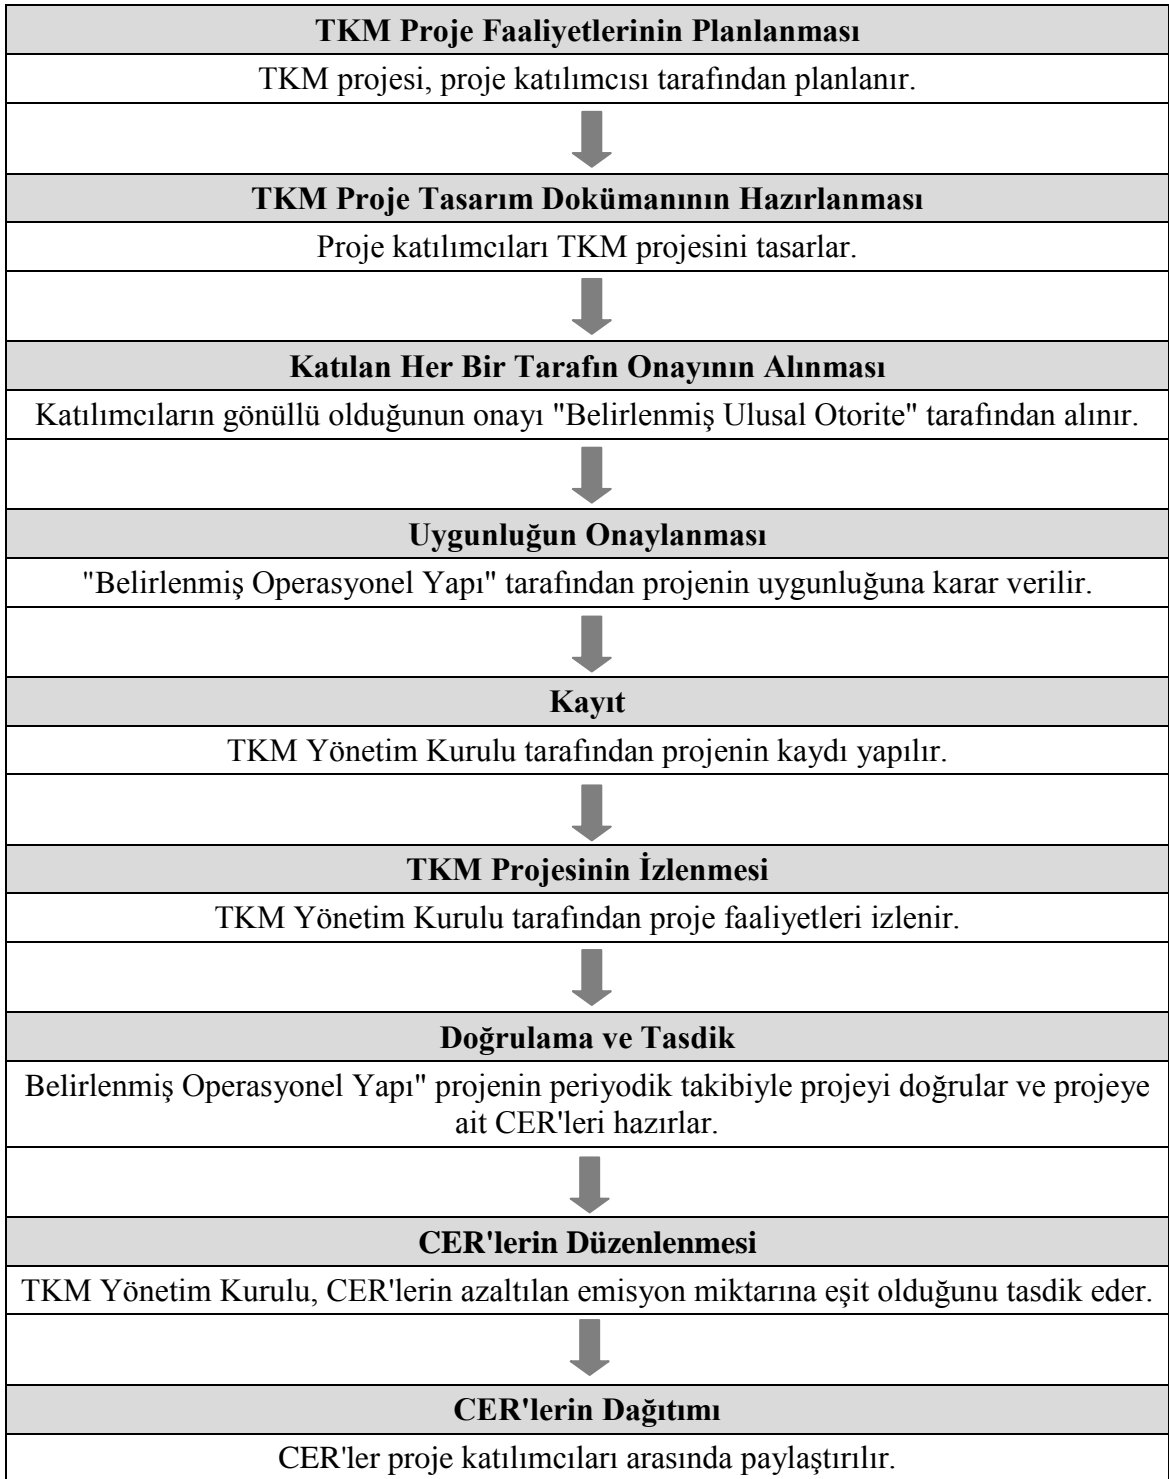 TKM Proje Faaliyetlerinin Planlanması
TKM projesi, proje katılımcısı tarafından planlanır.
TKM Proje Tasarım Dokümanının Hazırlanması
Proje katılımcıları TKM projesini tasarlar.
Katılan Her Bir Tarafın Onayının Alınması
Katılımcıların gönüllü olduğunun onayı "Belirlenmiş Ulusal Otorite" tarafından alınır.
Uygunluğun Onaylanması
"Belirlenmiş Operasyonel Yapı" tarafından projenin uygunluğuna karar verilir.
Kayıt
TKM Yönetim Kurulu tarafından projenin kaydı yapılır.
TKM Projesinin İzlenmesi
TKM Yönetim Kurulu tarafından proje faaliyetleri izlenir.
Doğrulama ve Tasdik
Belirlenmiş Operasyonel Yapı" projenin periyodik takibiyle projeyi doğrular ve projeye
ait CER'leri hazırlar.
CER'lerin Düzenlenmesi
TKM Yönetim Kurulu, CER'lerin azaltılan emisyon miktarına eşit olduğunu tasdik eder.
CER'lerin Dağıtımı
CER'ler proje katılımcıları arasında paylaştırılır.